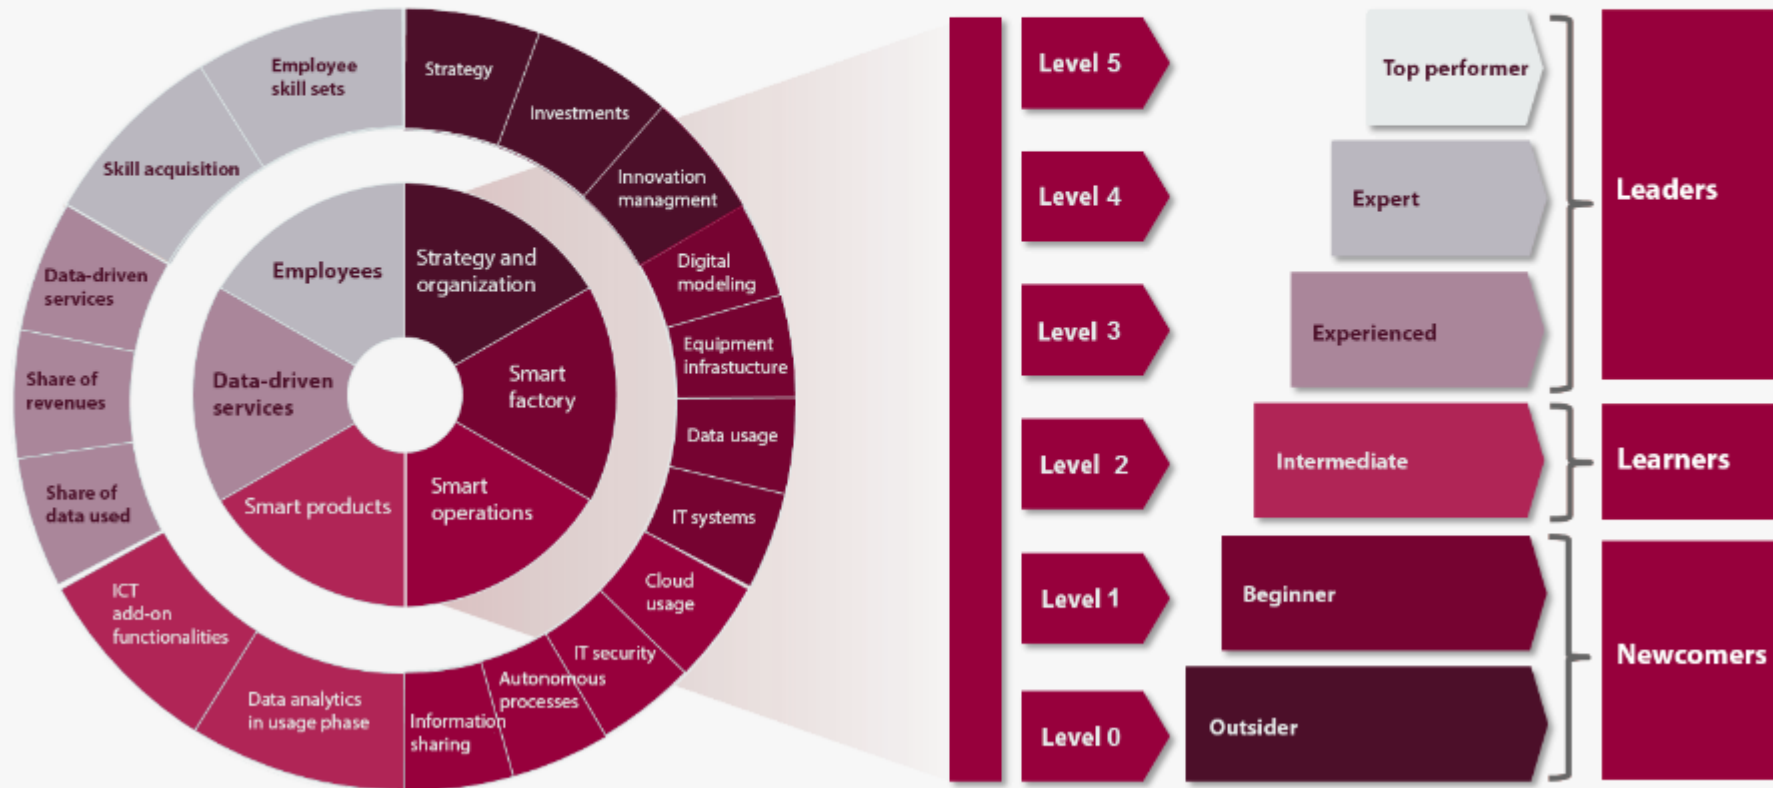 Employee
skill sets
Strategy
Investments
Innovation
managment
Digital
modeling
Equipment
infrastucture
Data usage
IT systems
Cloud
usage
IT security
Autonomous
processes
Information
sharing
Data analytics
in usage phase
ICT
add-on
functionalities
Share of
data used
Share of
revenues
Data-driven
services
Skill acquisition
Employees
Strategy and
organization
Smart
factory
Smart
operations
Smart products
Data-driven
services
Level 5
Top performer
Level 4
Expert
Leaders
Level 3
Experienced
Level 2
Intermediate
Learners
Level 1
Beginner
Newcomers
Level 0
Outsider